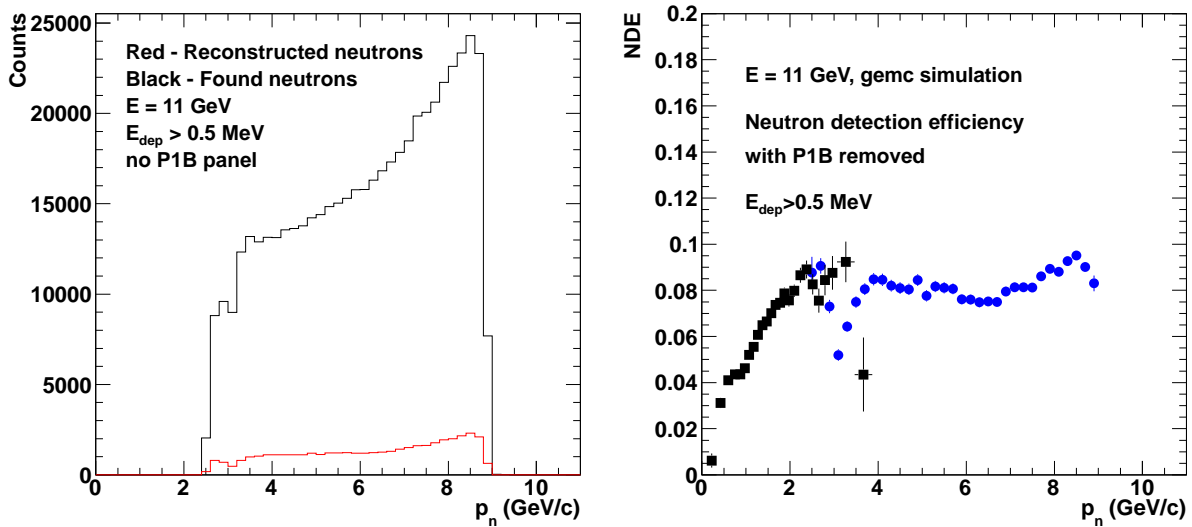 Counts
25000
20000
15000
10000
5000
0
Red - Reconstructed neutrons
Black - Found neutrons
E = 11 GeV
E_dep > 0.5 MeV
no P1B panel
0 2 4 6 8 10
p_n (GeV/c)
NDE
0.2
0.18
0.16
0.14
0.12
0.1
0.08
0.06
0.04
0.02
0
E = 11 GeV, gemc simulation
Neutron detection efficiency
with P1B removed
E_dep>0.5 MeV
0 2 4 6 8 10
p_n (GeV/c)